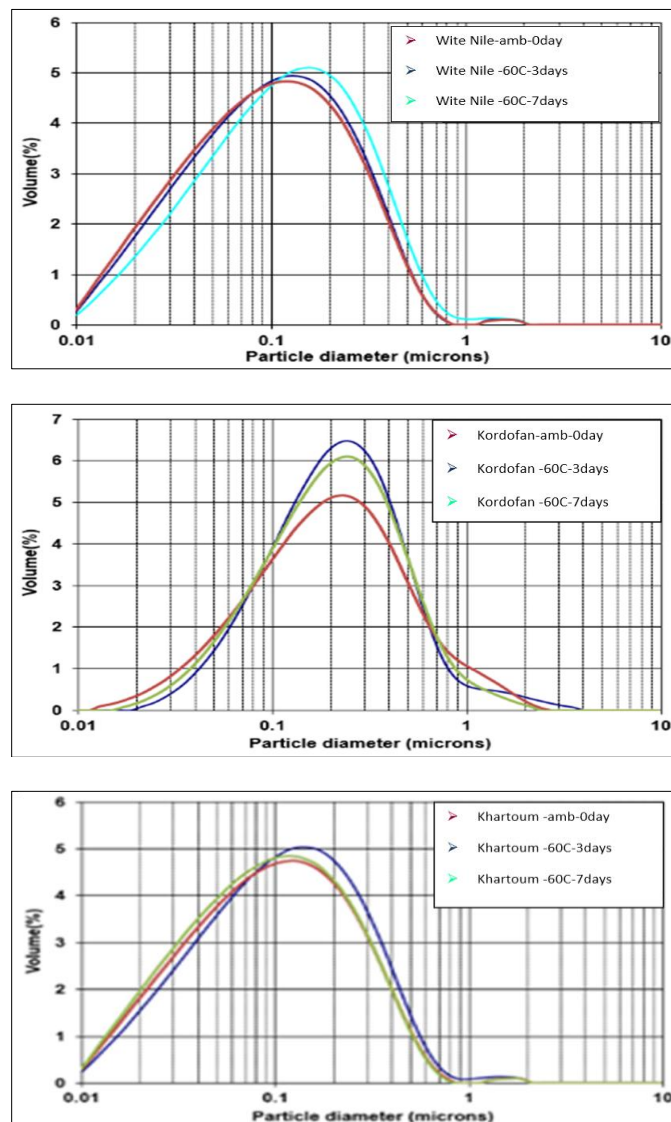 6
5
4
3
2
1
0
Volume(%)
Wite Nile-amb-0day
Wite Nile -60C-3days
Wite Nile -60C-7days
0.01
0.1
1
10
Particle diameter (microns)
7
6
5
4
3
2
1
0
Volume(%)
Kordofan-amb-0day
Kordofan -60C-3days
Kordofan -60C-7days
0.01
0.1
1
10
Particle diameter (microns)
6
5
4
3
2
1
0
Volume(%)
Khartoum -amb-0day
Khartoum -60C-3days
Khartoum -60C-7days
0.01
0.1
1
10
Particle diameter (microns)